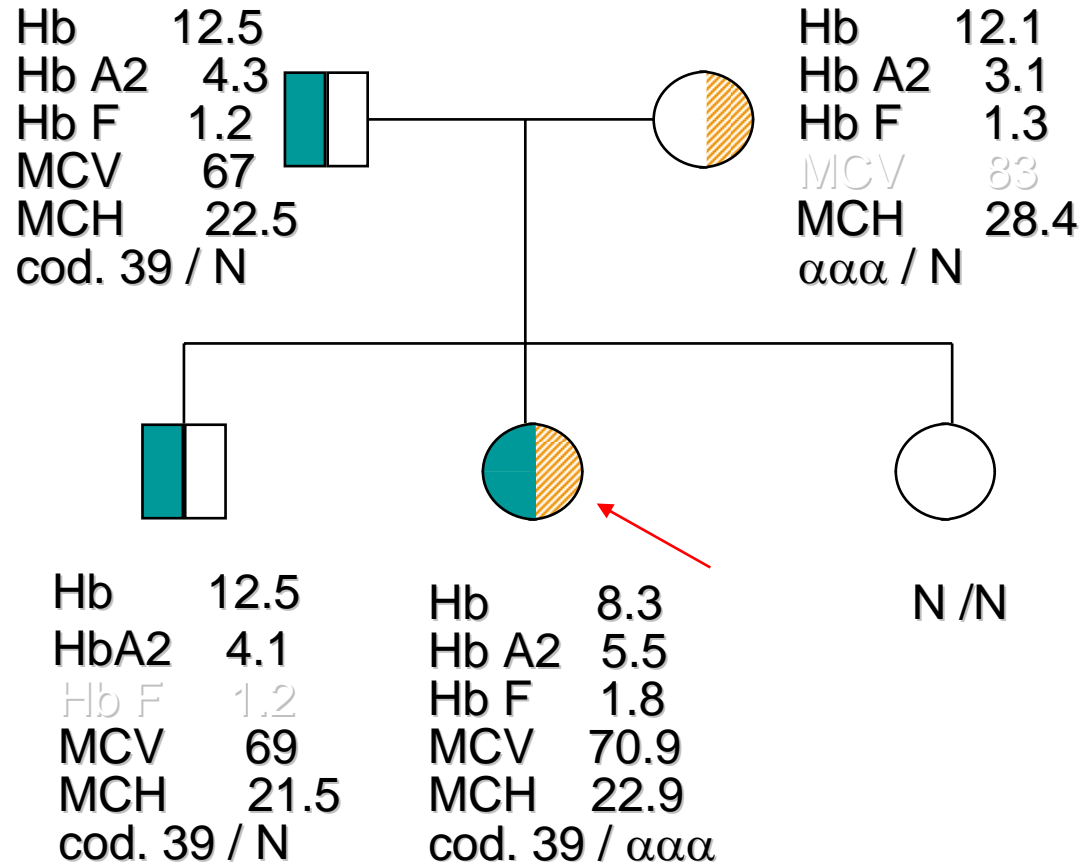 Hb 12.5
Hb A2 4.3
Hb F 1.2
MCV 67
MCH 22.5
cod. 39 / N
Hb 12.1
Hb A2 3.1
Hb F 1.3
MCV 83
MCH 28.4
ααα / N
Hb 12.5
HbA2 4.1
Hb F 1.2
MCV 69
MCH 21.5
cod. 39 / N
Hb 8.3
Hb A2 5.5
Hb F 1.8
MCV 70.9
MCH 22.9
cod. 39 / ααα
N /N